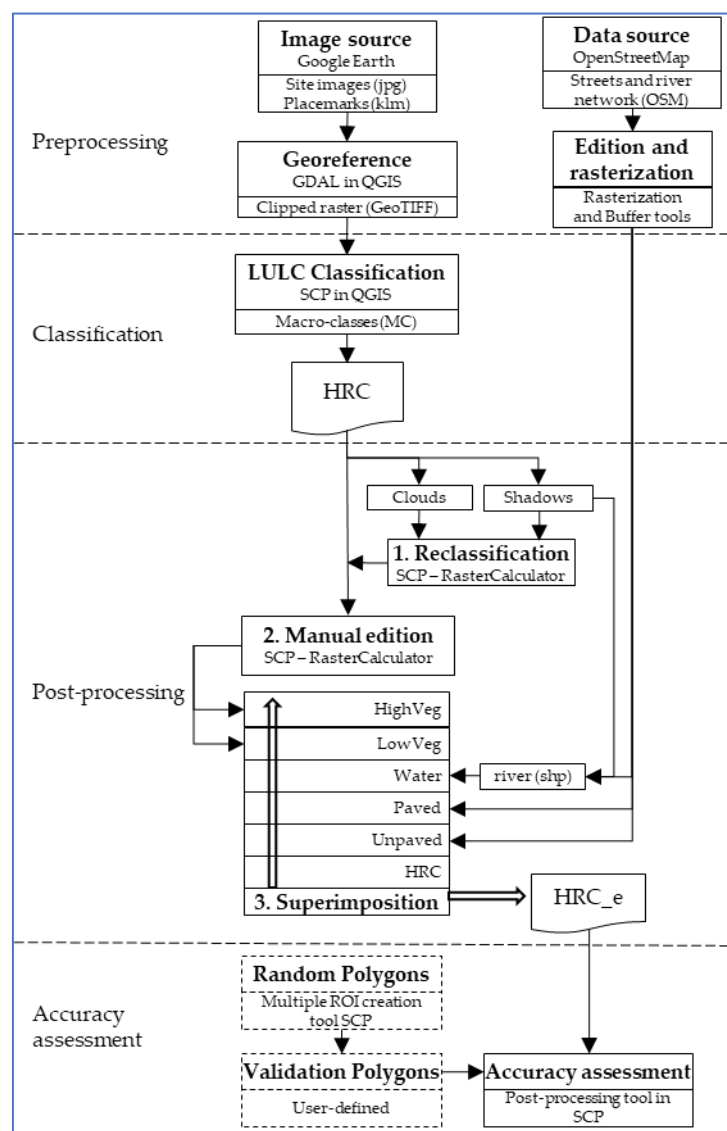 Image source
Google Earth
Site images (jpg)
Placemarks (klm)
Data source
OpenStreetMap
Streets and river
network (OSM)
Preprocessing
Georeference
GDAL in QGIS
Clipped raster (GeoTIFF)
Edition and
rasterization
Rasterization
and Buffer tools
LULC Classification
SCP in QGIS
Macro-classes (MC)
Classification
HRC
Clouds
Shadows
1. Reclassification
SCP – RasterCalculator
2. Manual edition
SCP – RasterCalculator
Post-processing
HighVeg
LowVeg
Water
river (shp)
Paved
Unpaved
HRC
3. Superimposition
HRC_e
Random Polygons
Multiple ROI creation
tool SCP
Accuracy
assessment
Validation Polygons
User-defined
Accuracy assessment
Post-processing tool in
SCP